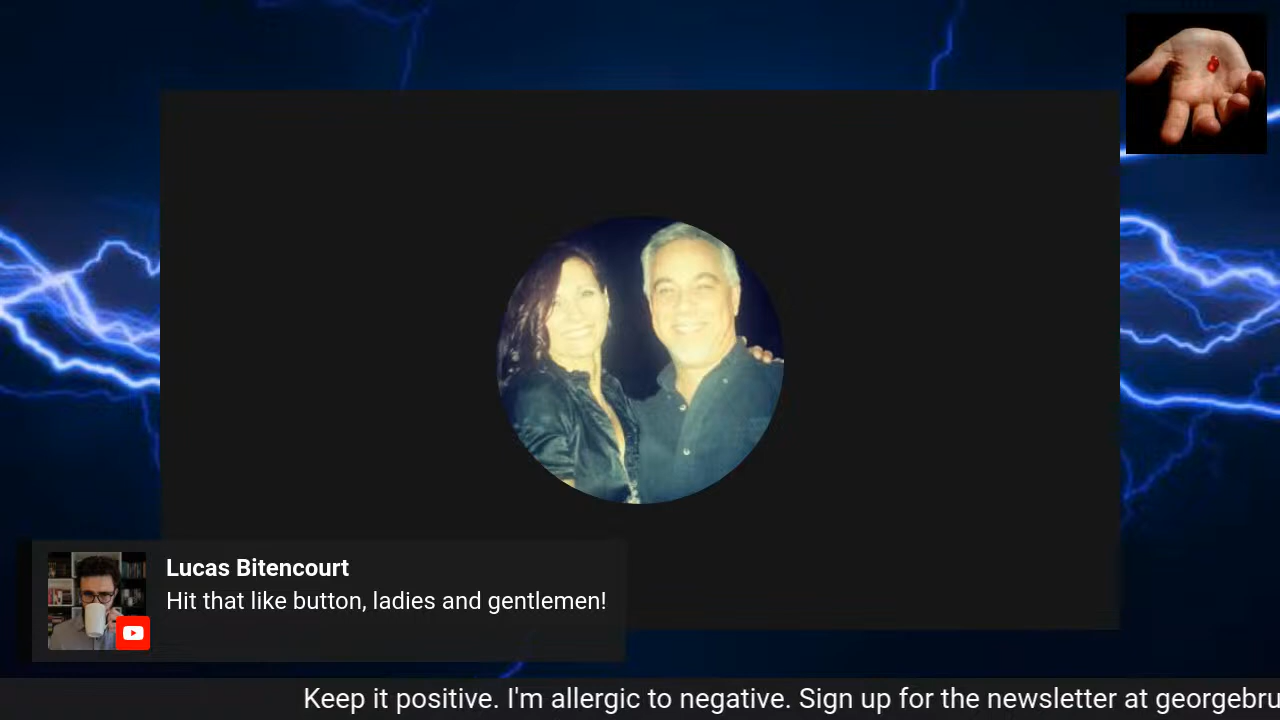 Lucas Bitencourt
Hit that like button, ladies and gentlemen!
Keep it positive. I'm allergic to negative. Sign up for the newsletter at georgebru